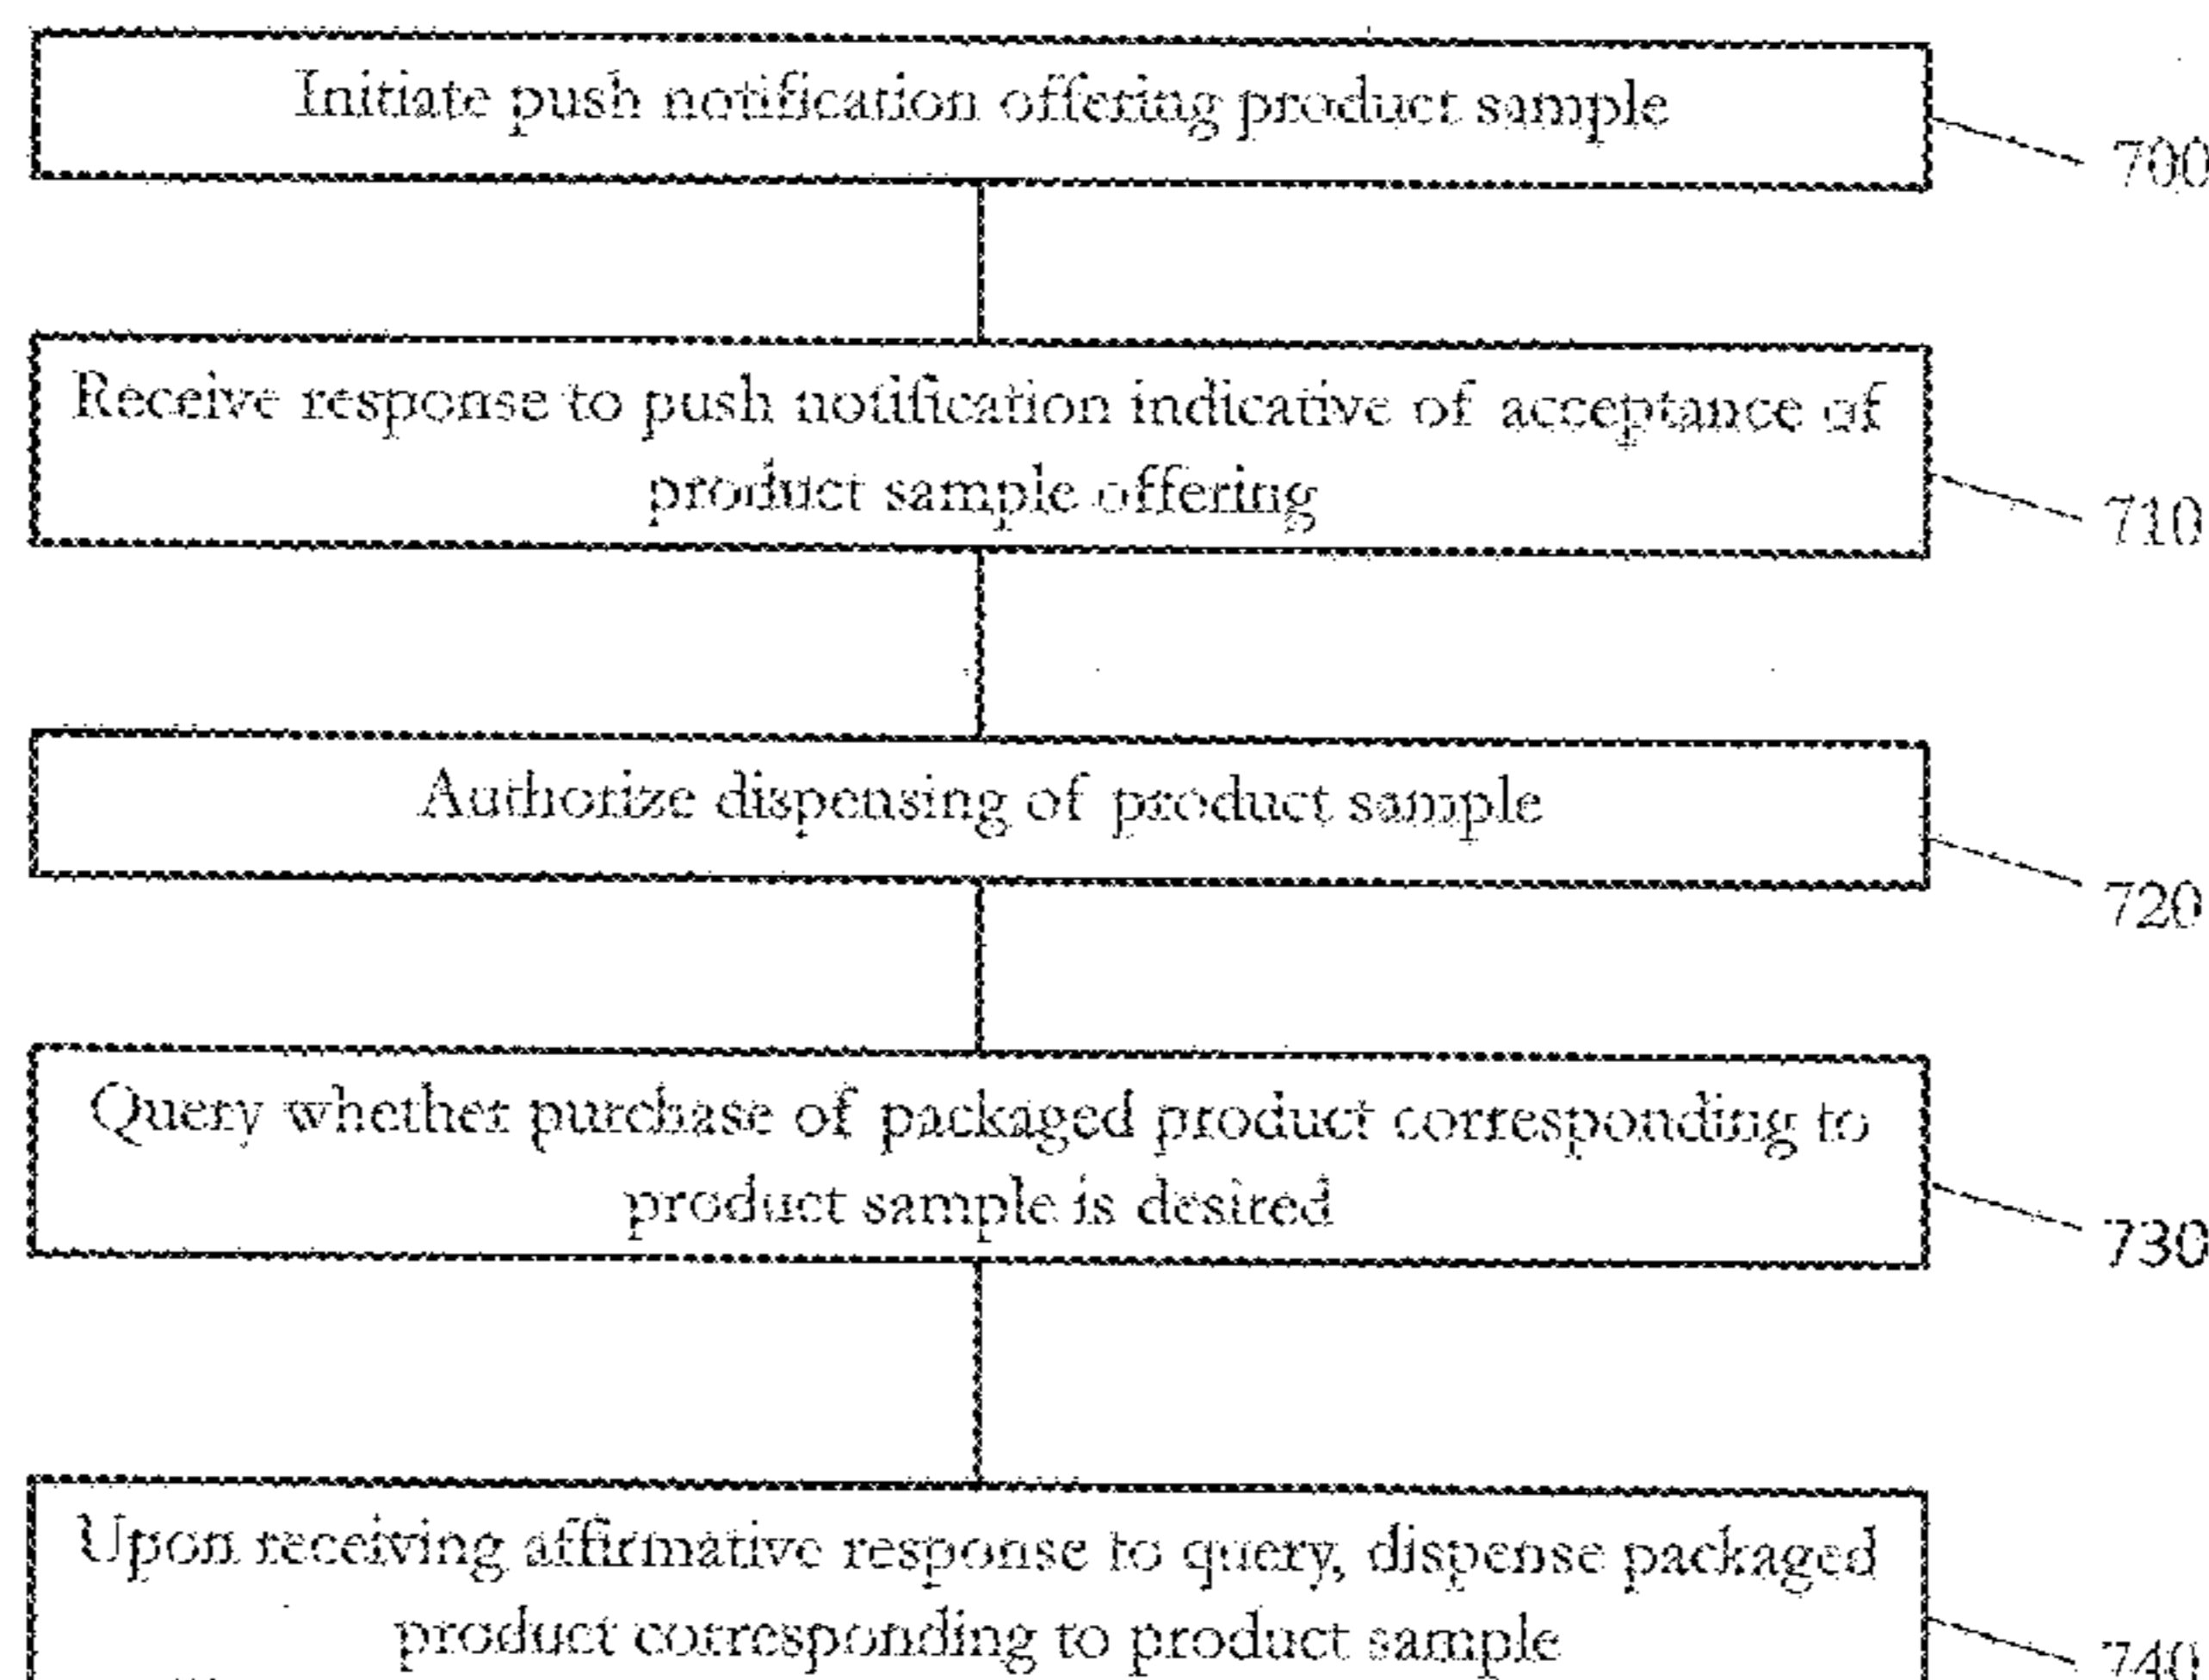 Initiate push notification offering product sample
700
Receive response to push notification indicative of acceptance of
product sample offering
710
Authorize dispensing of product sample
720
Query whether purchase of packaged product corresponding to
product sample is desired
730
Upon receiving affirmative response to query, dispense packaged
product corresponding to product sample
740